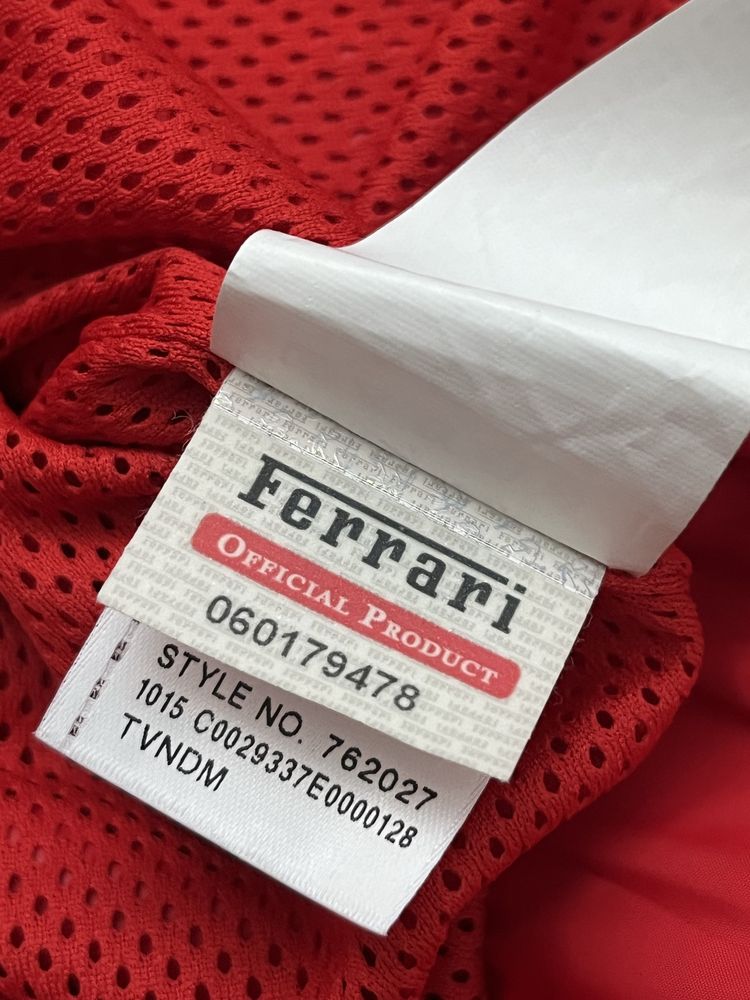 Ferrari
OFFICIAL PRODUCT
060179478
STYLE NO. 762027
1015 C0029337E0000128
TVNDM